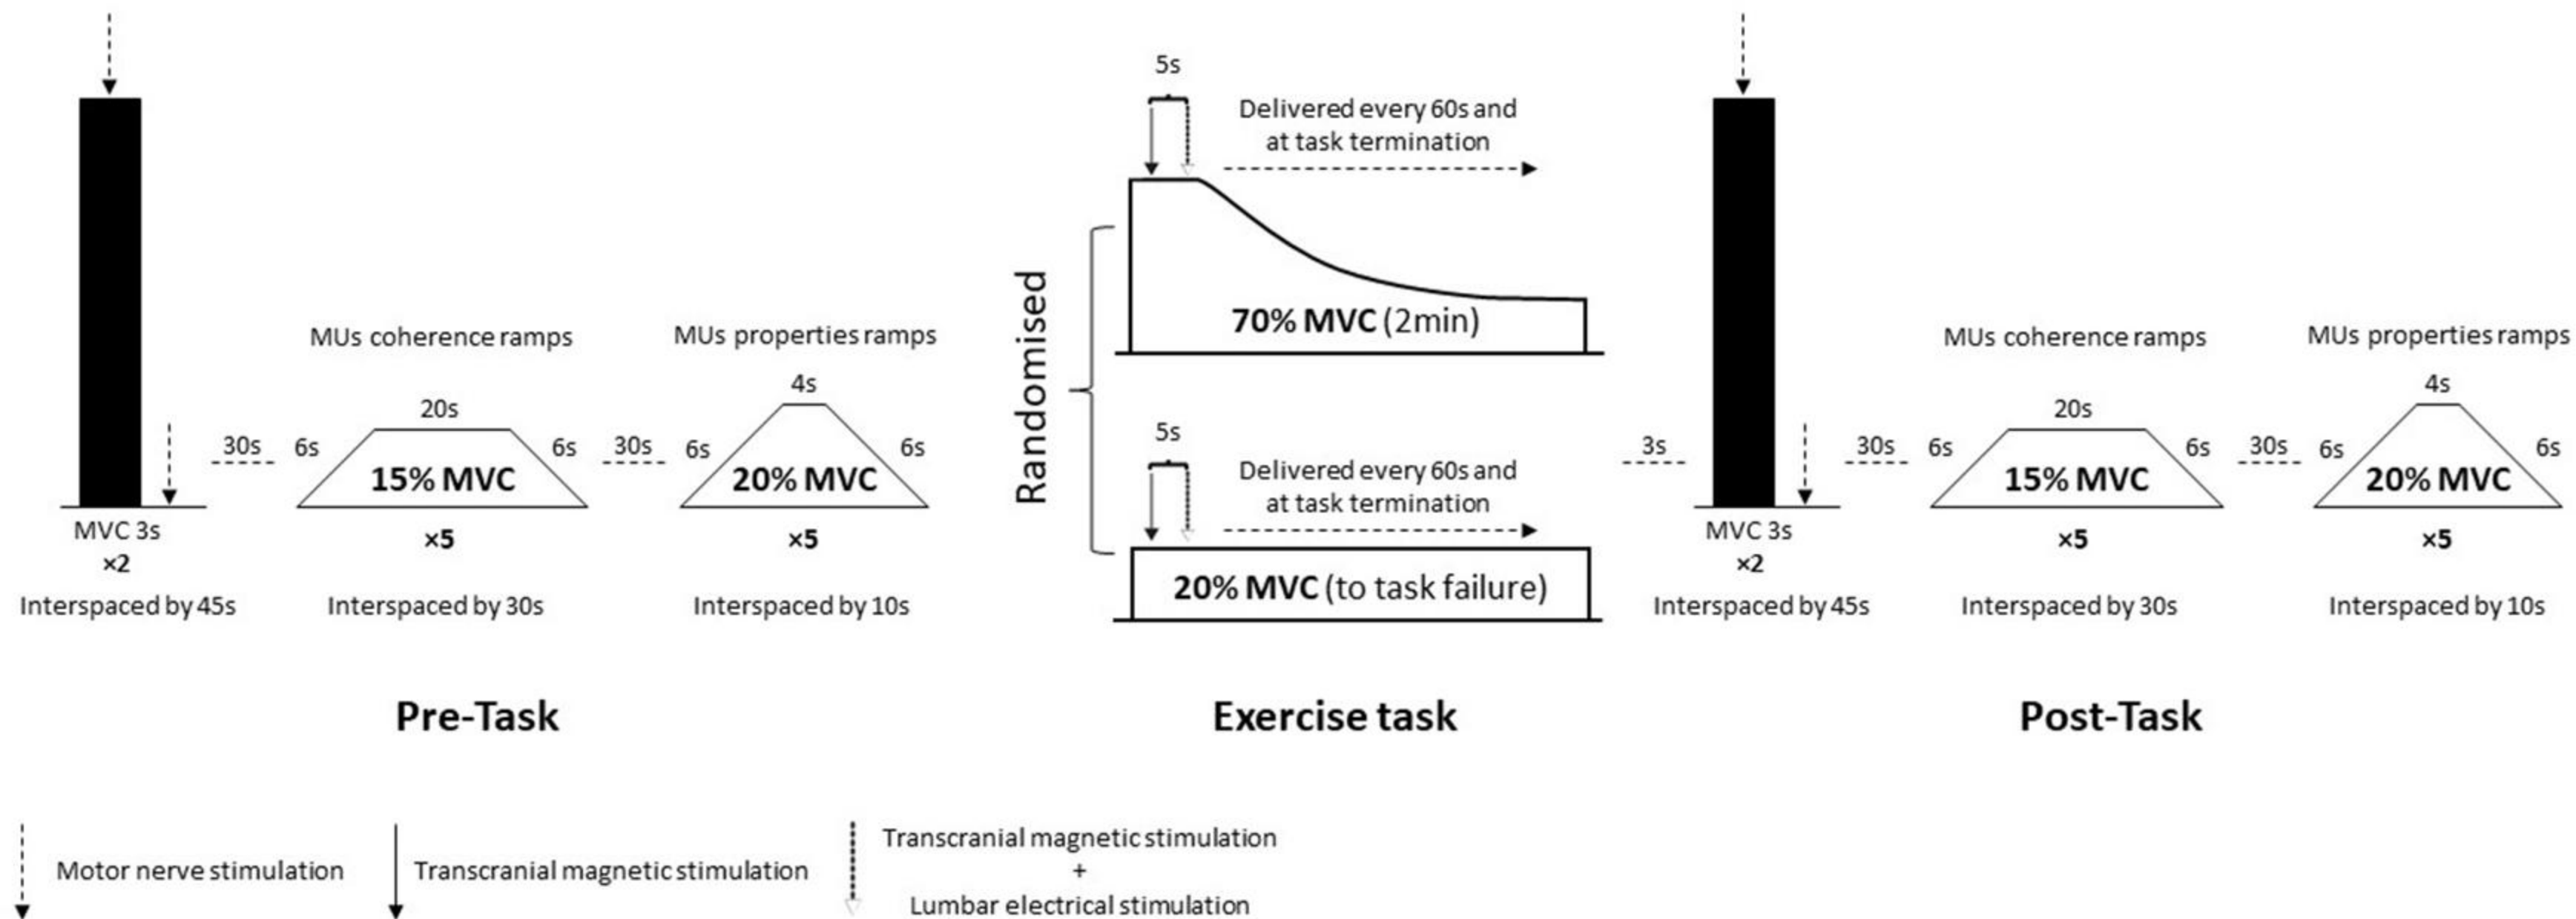 MVC 3s
×2
Interspaced by 45s
30s
MUs coherence ramps
20s
6s
6s
15% MVC
×5
Interspaced by 30s
30s
MUs properties ramps
4s
6s
6s
20% MVC
×5
Interspaced by 10s
Pre-Task
Randomised
5s
Delivered every 60s and
at task termination
70% MVC (2min)
5s
Delivered every 60s and
at task termination
20% MVC (to task failure)
Exercise task
3s
MVC 3s
×2
Interspaced by 45s
30s
MUs coherence ramps
20s
6s
6s
15% MVC
×5
Interspaced by 30s
30s
MUs properties ramps
4s
6s
6s
20% MVC
×5
Interspaced by 10s
Post-Task
Motor nerve stimulation
Transcranial magnetic stimulation
Transcranial magnetic stimulation
+
Lumbar electrical stimulation